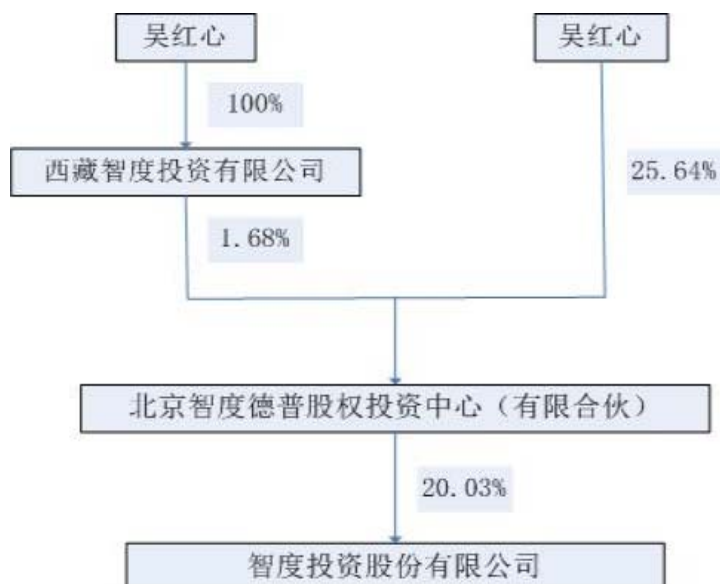 吴红心
吴红心
100%
西藏智度投资有限公司
25.64%
1.68%
北京智度德普股权投资中心（有限合伙）
20.03%
智度投资股份有限公司